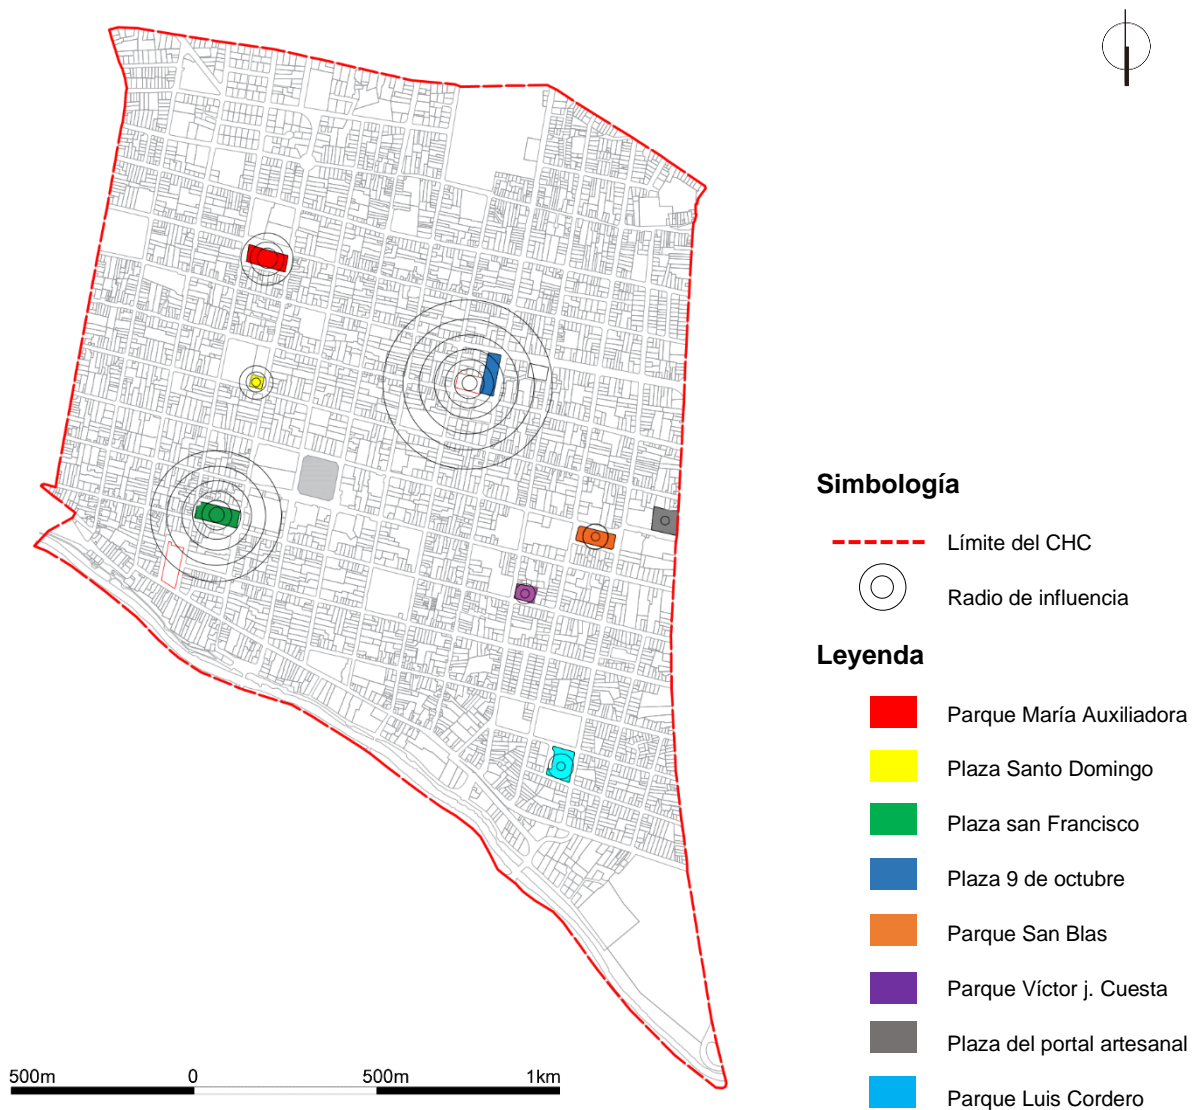 Simbología
Límite del CHC
Radio de influencia
Leyenda
Parque María Auxiliadora
Plaza Santo Domingo
Plaza san Francisco
Plaza 9 de octubre
Parque San Blas
Parque Víctor j. Cuesta
Plaza del portal artesanal
Parque Luis Cordero
500m 0 500m 1km